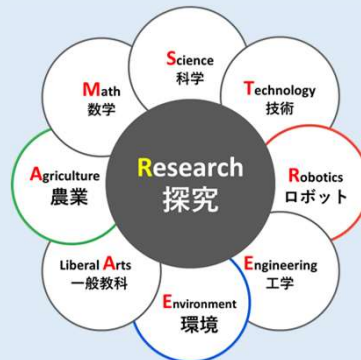 Science
科学
Technology
技術
Robotics
ロボット
Engineering
工学
Environment
環境
Liberal Arts
一般教科
Agriculture
農業
Math
数学
Research
探究